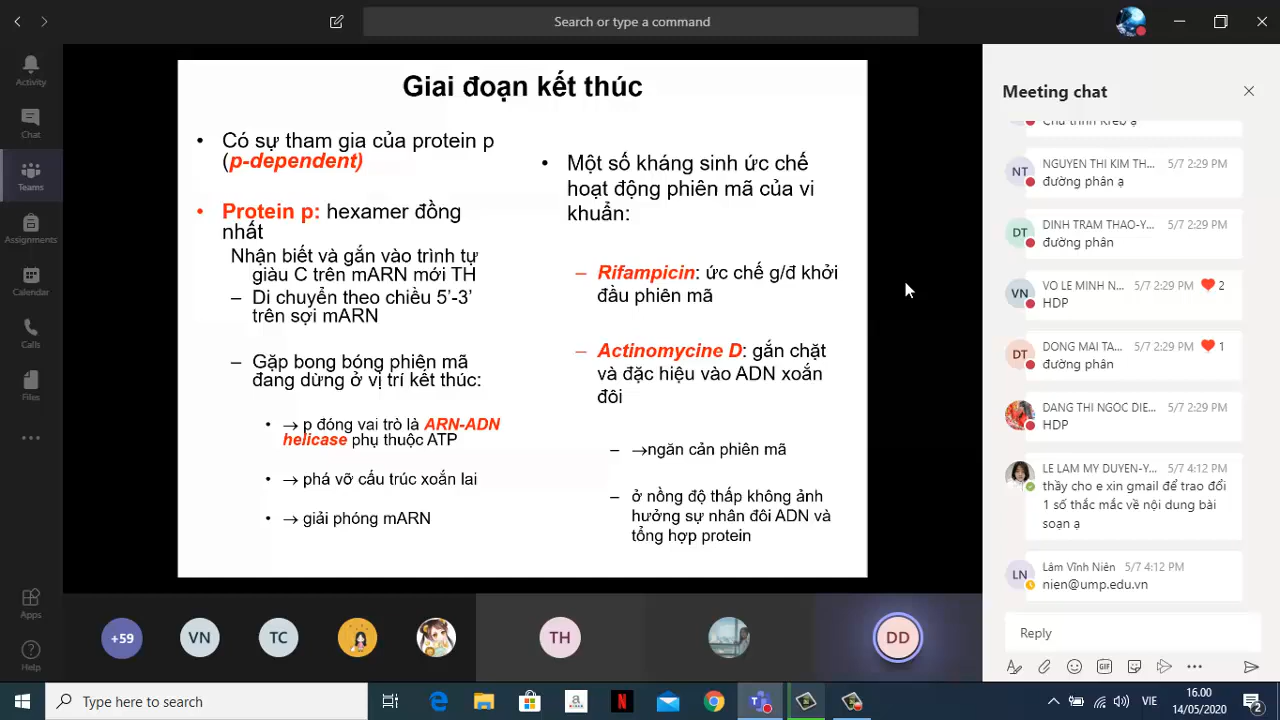 Search or type a command
Activity
Chat
Teams
Assignments
Calendar
Calls
Files
Apps
Help
Giai đoạn kết thúc
• Có sự tham gia của protein p
(p-dependent)
• Protein p: hexamer đồng
nhất
Nhận biết và gắn vào trình tự
giàu C trên mARN mới TH
– Di chuyển theo chiều 5’-3’
trên sợi mARN
– Gặp bong bóng phiên mã
đang dừng ở vị trí kết thúc:
• → p đóng vai trò là ARN-ADN
helicase phụ thuộc ATP
• → phá vỡ cấu trúc xoắn lai
• → giải phóng mARN
• Một số kháng sinh ức chế
hoạt động phiên mã của vi
khuẩn:
– Rifampicin: ức chế g/đ khởi
đầu phiên mã
– Actinomycine D: gắn chặt
và đặc hiệu vào ADN xoắn
đôi
– →ngăn cản phiên mã
– ở nồng độ thấp không ảnh
hưởng sự nhân đôi ADN và
tổng hợp protein
+59
VN
TC
TH
DD
Meeting chat
NT
NGUYEN THI KIM TH... 5/7 2:29 PM
đường phân ạ
DT
DINH TRAM THAO-Y... 5/7 2:29 PM
đường phân
VN
VO LE MINH N... 5/7 2:29 PM 2
HDP
DT
DONG MAI TA... 5/7 2:29 PM 1
đường phân
DANG THI NGOC DIE... 5/7 2:29 PM
HDP
LE LAM MY DUYEN-Y... 5/7 4:12 PM
thầy cho e xin gmail để trao đổi
1 số thắc mắc về nội dung bài
soạn ạ
LN
Lâm Vĩnh Niên 5/7 4:12 PM
nien@ump.edu.vn
Reply
GIF
Type here to search
VIE
16.00
14/05/2020
2